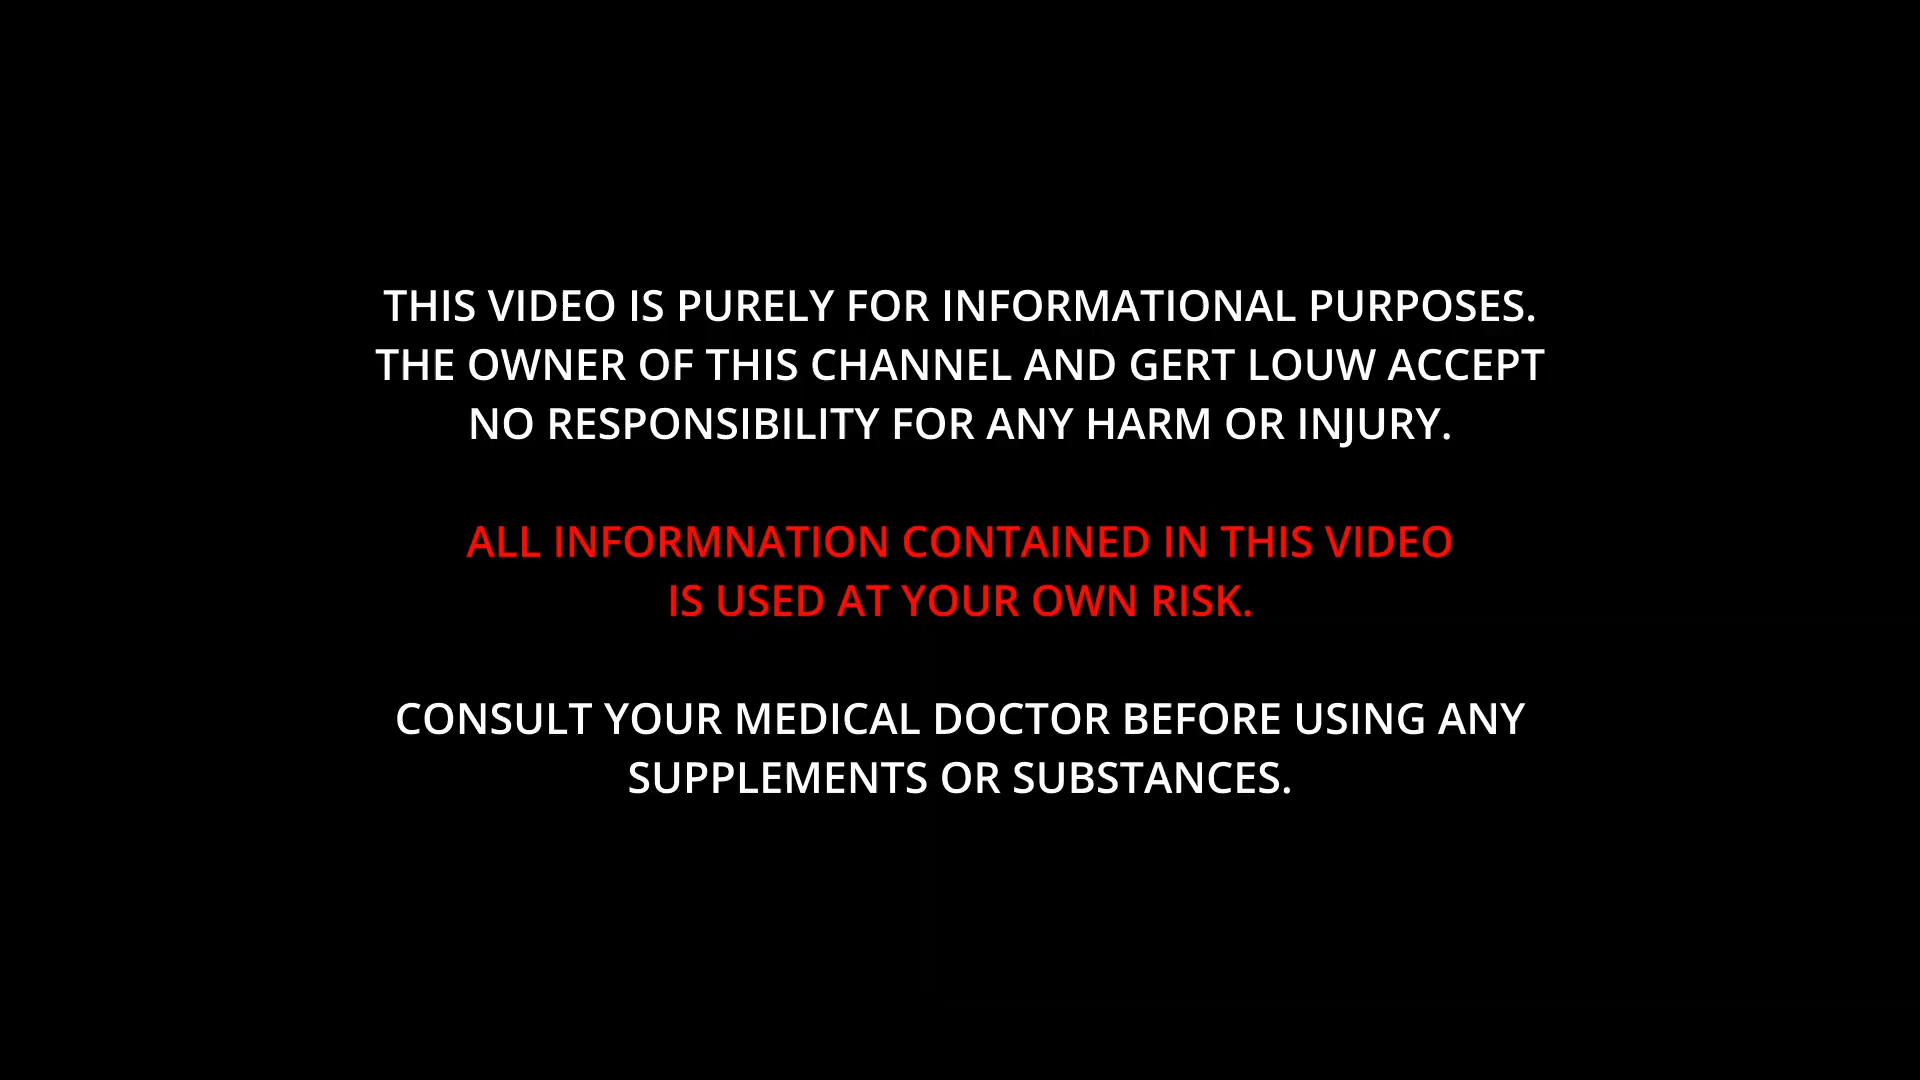 THIS VIDEO IS PURELY FOR INFORMATIONAL PURPOSES.
THE OWNER OF THIS CHANNEL AND GERT LOUW ACCEPT
NO RESPONSIBILITY FOR ANY HARM OR INJURY.
ALL INFORMNATION CONTAINED IN THIS VIDEO
IS USED AT YOUR OWN RISK.
CONSULT YOUR MEDICAL DOCTOR BEFORE USING ANY
SUPPLEMENTS OR SUBSTANCES.